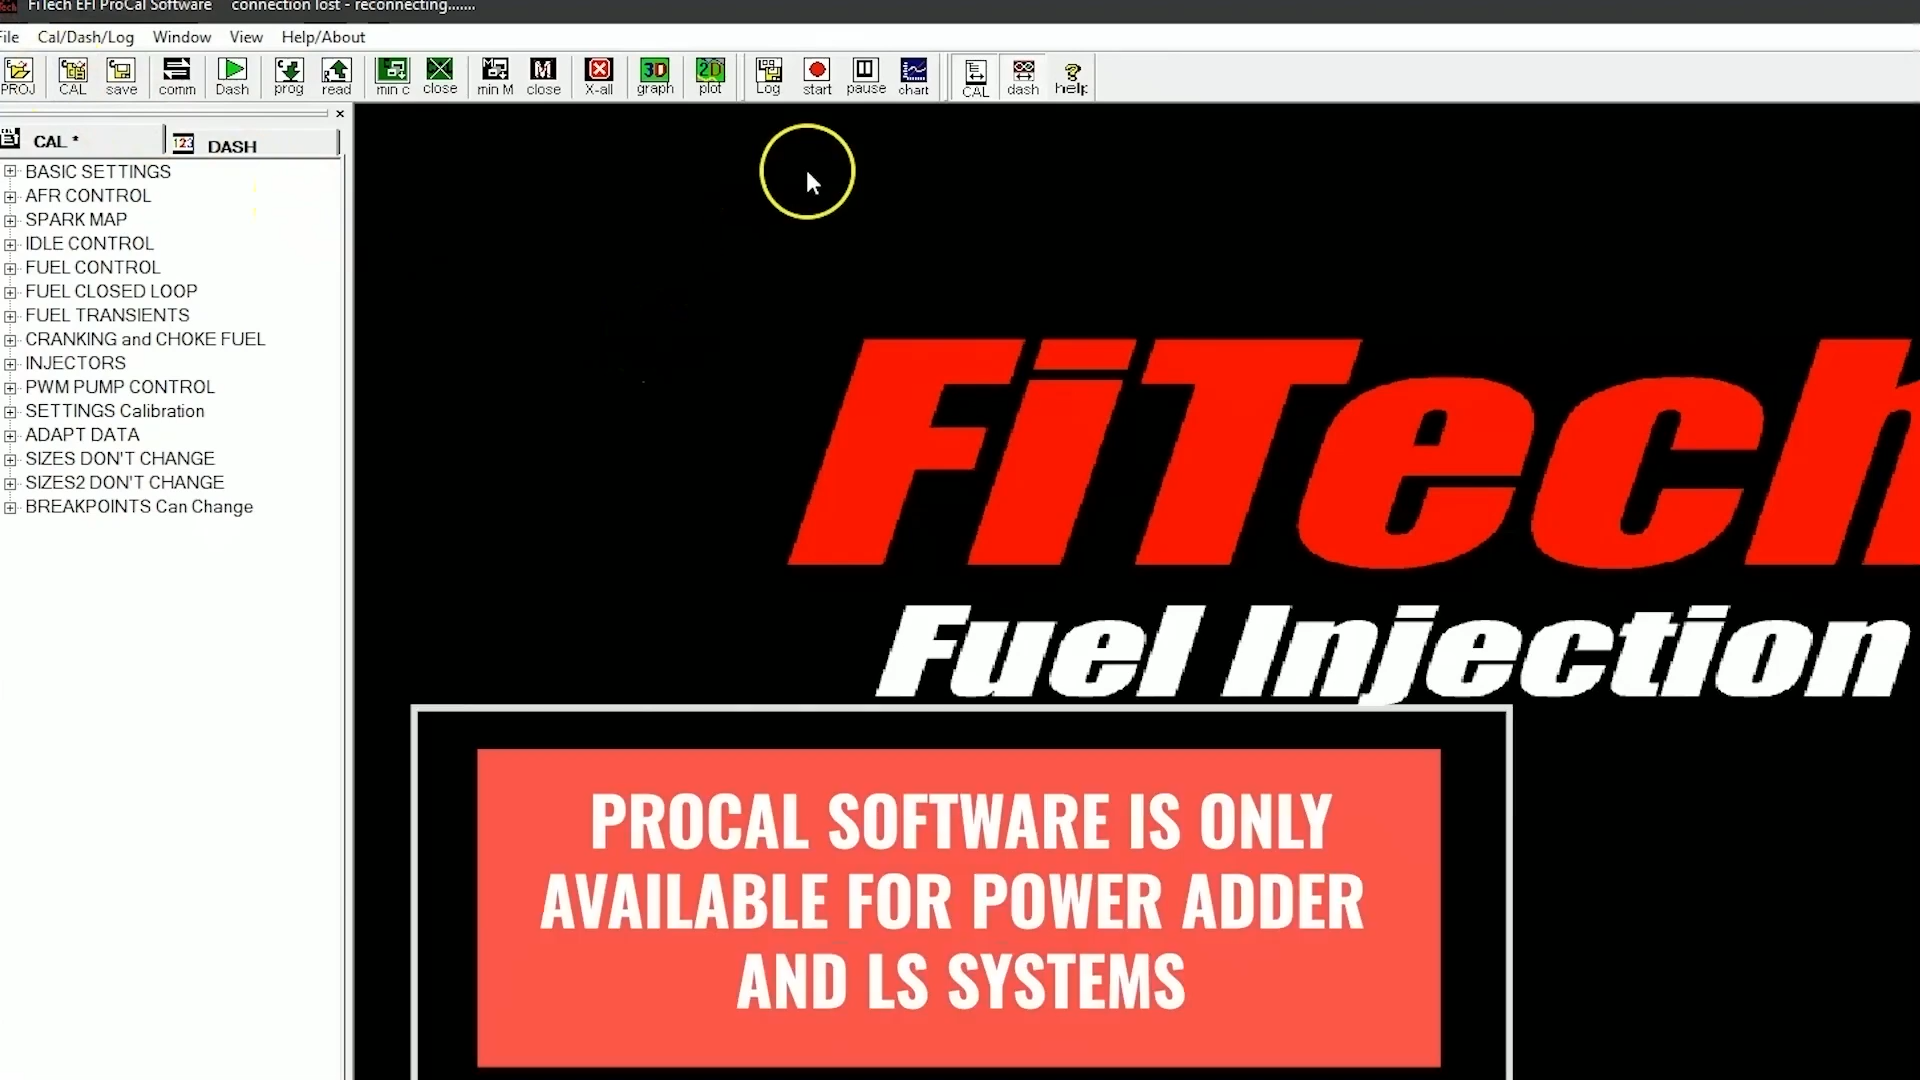 FiTech EFI ProCal Software connection lost - reconnecting.......
File Cal/Dash/Log Window View Help/About
PROJ CAL save comm Dash prog read min c close min M close X-all graph plot Log start pause chart CAL dash help
CAL * DASH
BASIC SETTINGS
AFR CONTROL
SPARK MAP
IDLE CONTROL
FUEL CONTROL
FUEL CLOSED LOOP
FUEL TRANSIENTS
CRANKING and CHOKE FUEL
INJECTORS
PWM PUMP CONTROL
SETTINGS Calibration
ADAPT DATA
SIZES DON'T CHANGE
SIZES2 DON'T CHANGE
BREAKPOINTS Can Change
FiTech
Fuel Injection
PROCAL SOFTWARE IS ONLY
AVAILABLE FOR POWER ADDER
AND LS SYSTEMS